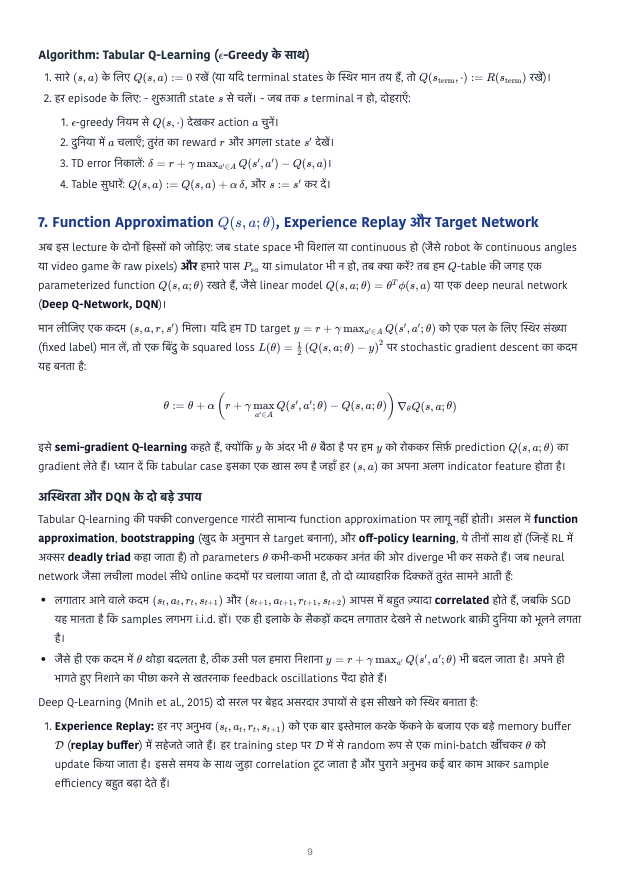 Algorithm: Tabular Q-Learning (ϵ-Greedy के साथ)
1. सारे (s, a) के लिए Q(s, a) := 0 रखें (या यदि terminal states के स्थिर मान तय हैं, तो Q(s_term, ·) := R(s_term) रखें)।
2. हर episode के लिए: - शुरुआती state s से चलें। - जब तक s terminal न हो, दोहराएँ:
1. ϵ-greedy नियम से Q(s, ·) देखकर action a चुनें।
2. दुनिया में a चलाएँ; तुरंत का reward r और अगला state s′ देखें।
3. TD error निकालें: δ = r + γ max_{a′∈A} Q(s′, a′) − Q(s, a)।
4. Table सुधारें: Q(s, a) := Q(s, a) + α δ, और s := s′ कर दें।
7. Function Approximation Q(s, a; θ), Experience Replay और Target Network
अब इस lecture के दोनों हिस्सों को जोड़िए: जब state space भी विशाल या continuous हो (जैसे robot के continuous angles
या video game के raw pixels) और हमारे पास P_{sa} या simulator भी न हो, तब क्या करें? तब हम Q-table की जगह एक
parameterized function Q(s, a; θ) रखते हैं, जैसे linear model Q(s, a; θ) = θ^T ϕ(s, a) या एक deep neural network
(Deep Q-Network, DQN)।
मान लीजिए एक कदम (s, a, r, s′) मिला। यदि हम TD target y = r + γ max_{a′∈A} Q(s′, a′; θ) को एक पल के लिए स्थिर संख्या
(fixed label) मान लें, तो एक बिंदु के squared loss L(θ) = ½ (Q(s, a; θ) − y)² पर stochastic gradient descent का कदम
यह बनता है:
θ := θ + α (r + γ max_{a′∈A} Q(s′, a′; θ) − Q(s, a; θ)) ∇_θ Q(s, a; θ)
इसे semi-gradient Q-learning कहते हैं, क्योंकि y के अंदर भी θ बैठा है पर हम y को रोककर सिर्फ़ prediction Q(s, a; θ) का
gradient लेते हैं। ध्यान दें कि tabular case इसका एक खास रूप है जहाँ हर (s, a) का अपना अलग indicator feature होता है।
अस्थिरता और DQN के दो बड़े उपाय
Tabular Q-learning की पक्की convergence गारंटी सामान्य function approximation पर लागू नहीं होती। असल में function
approximation, bootstrapping (खुद के अनुमान से target बनाना), और off-policy learning, ये तीनों साथ हों (जिन्हें RL में
अक्सर deadly triad कहा जाता है) तो parameters θ कभी-कभी भटककर अनंत की ओर diverge भी कर सकते हैं। जब neural
network जैसा लचीला model सीधे online कदमों पर चलाया जाता है, तो दो व्यावहारिक दिक्कतें तुरंत सामने आती हैं:
• लगातार आने वाले कदम (s_t, a_t, r_t, s_{t+1}) और (s_{t+1}, a_{t+1}, r_{t+1}, s_{t+2}) आपस में बहुत ज़्यादा correlated होते हैं, जबकि SGD
यह मानता है कि samples लगभग i.i.d. हों। एक ही इलाके के सैकड़ों कदम लगातार देखने से network बाक़ी दुनिया को भूलने लगता
है।
• जैसे ही एक कदम में θ थोड़ा बदलता है, ठीक उसी पल हमारा निशाना y = r + γ max_{a′} Q(s′, a′; θ) भी बदल जाता है। अपने ही
भागते हुए निशाने का पीछा करने से खतरनाक feedback oscillations पैदा होते हैं।
Deep Q-Learning (Mnih et al., 2015) दो सरल पर बेहद असरदार उपायों से इस सीखने को स्थिर बनाता है:
1. Experience Replay: हर नए अनुभव (s_t, a_t, r_t, s_{t+1}) को एक बार इस्तेमाल करके फेंकने के बजाय एक बड़े memory buffer
𝒟 (replay buffer) में सहेजते जाते हैं। हर training step पर 𝒟 में से random रूप से एक mini-batch खींचकर θ को
update किया जाता है। इससे समय के साथ जुड़ा correlation टूट जाता है और पुराने अनुभव कई बार काम आकर sample
efficiency बहुत बढ़ा देते हैं।
9